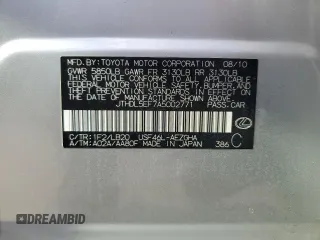 MFD. BY: TOYOTA MOTOR CORPORATION 08/10
GVWR 5850LB GAWR FR 3130LB RR 3130LB
THIS VEHICLE CONFORMS TO ALL APPLICABLE
FEDERAL MOTOR VEHICLE SAFETY, BUMPER, AND
THEFT PREVENTION STANDARDS IN EFFECT ON
THE DATE OF MANUFACTURE SHOWN ABOVE.
JTHDL5EF7A5002771 PASS.CAR
C/TR: 1F2/LB20 USF46L-AEZGHA
A/TM: A02A/AA80F MADE IN JAPAN 386 C
© DREAMBID